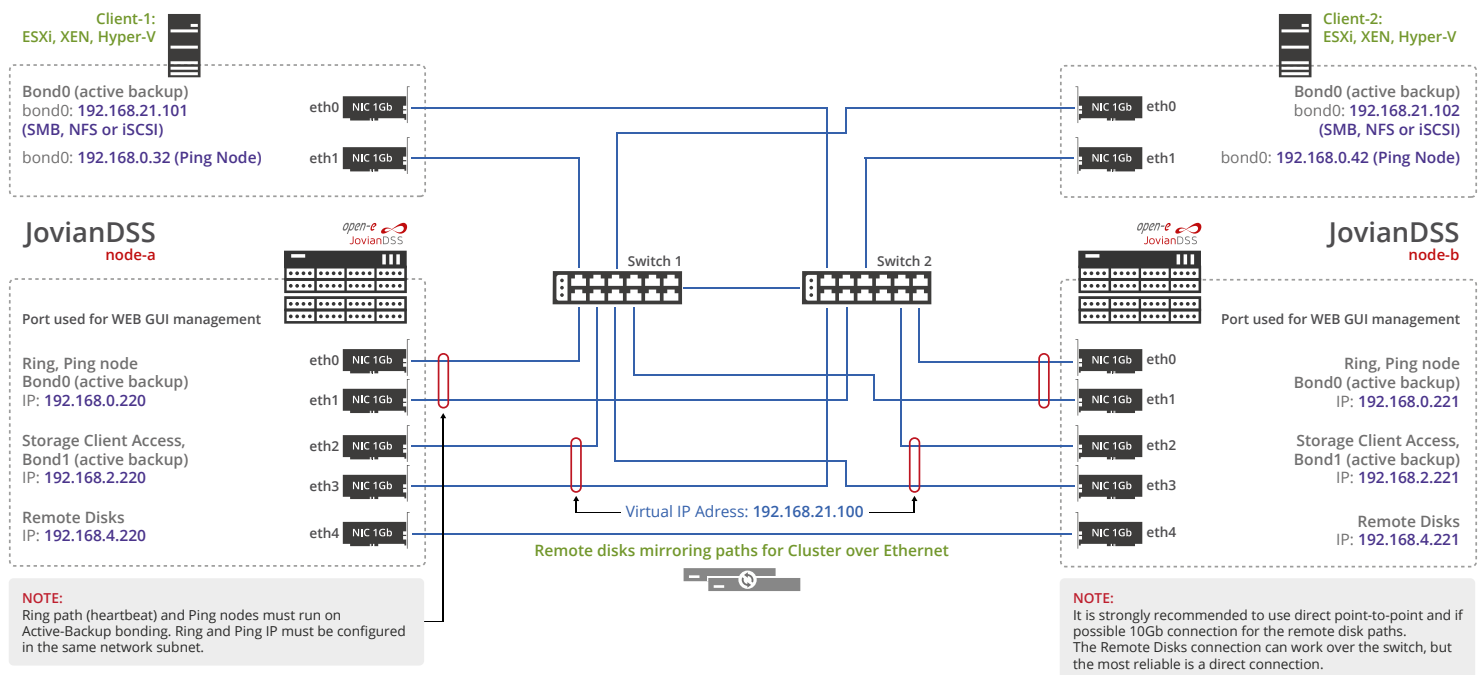 Client-1:
ESXi, XEN, Hyper-V
Bond0 (active backup)
bond0: 192.168.21.101
(SMB, NFS or iSCSI)
bond0: 192.168.0.32 (Ping Node)
eth0 NIC 1Gb
eth1 NIC 1Gb
Client-2:
ESXi, XEN, Hyper-V
NIC 1Gb eth0
NIC 1Gb eth1
Bond0 (active backup)
bond0: 192.168.21.102
(SMB, NFS or iSCSI)
bond0: 192.168.0.42 (Ping Node)
JovianDSS
node-a
open-e
JovianDSS
Port used for WEB GUI management
Ring, Ping node
Bond0 (active backup)
IP: 192.168.0.220
Storage Client Access,
Bond1 (active backup)
IP: 192.168.2.220
Remote Disks
IP: 192.168.4.220
eth0 NIC 1Gb
eth1 NIC 1Gb
eth2 NIC 1Gb
eth3 NIC 1Gb
eth4 NIC 1Gb
Switch 1
Switch 2
Virtual IP Adress: 192.168.21.100
Remote disks mirroring paths for Cluster over Ethernet
open-e
JovianDSS
JovianDSS
node-b
Port used for WEB GUI management
NIC 1Gb eth0
NIC 1Gb eth1
NIC 1Gb eth2
NIC 1Gb eth3
NIC 1Gb eth4
Ring, Ping node
Bond0 (active backup)
IP: 192.168.0.221
Storage Client Access,
Bond1 (active backup)
IP: 192.168.2.221
Remote Disks
IP: 192.168.4.221
NOTE:
Ring path (heartbeat) and Ping nodes must run on
Active-Backup bonding. Ring and Ping IP must be configured
in the same network subnet.
NOTE:
It is strongly recommended to use direct point-to-point and if
possible 10Gb connection for the remote disk paths.
The Remote Disks connection can work over the switch, but
the most reliable is a direct connection.